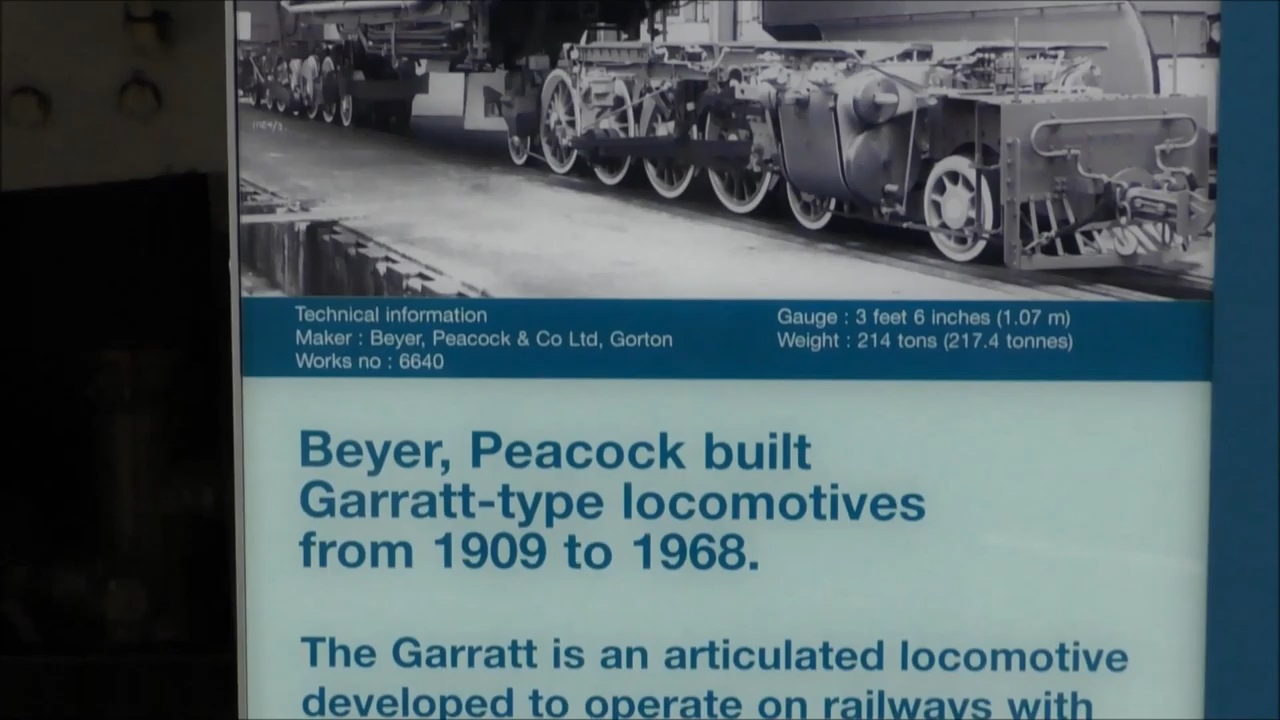 Technical information
Maker : Beyer, Peacock & Co Ltd, Gorton
Works no : 6640
Gauge : 3 feet 6 inches (1.07 m)
Weight : 214 tons (217.4 tonnes)
Beyer, Peacock built
Garratt-type locomotives
from 1909 to 1968.
The Garratt is an articulated locomotive
developed to operate on railways with